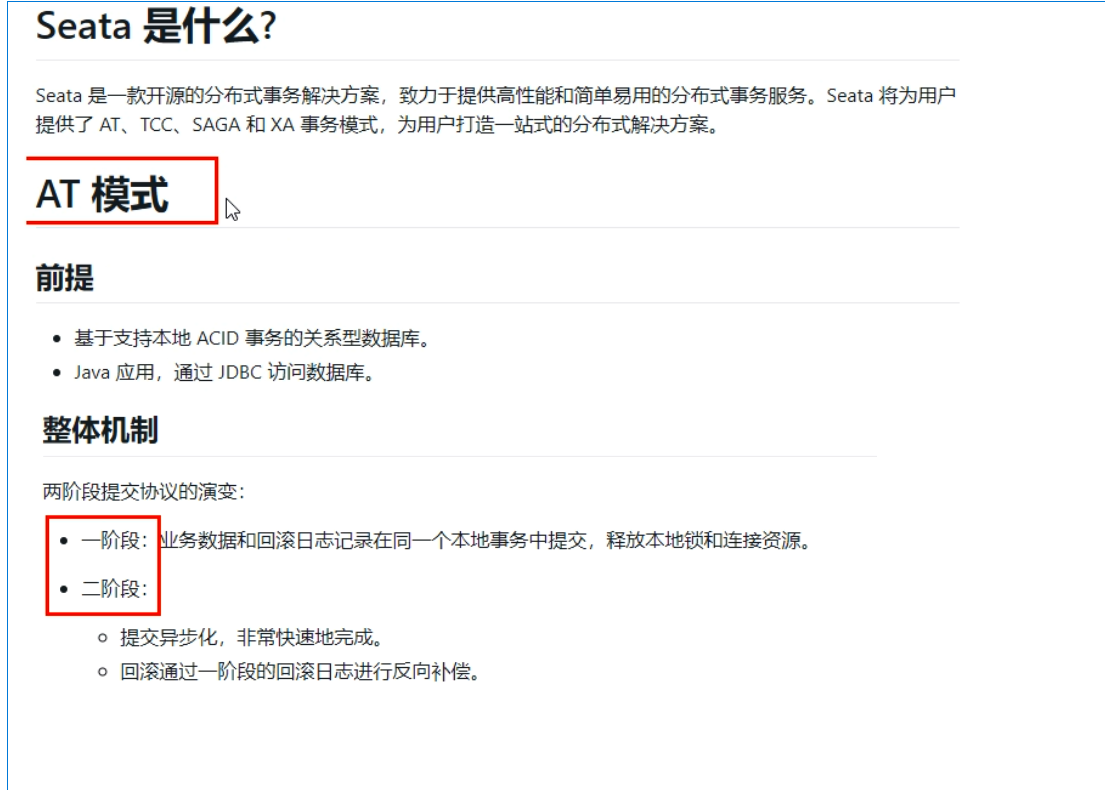 Seata 是什么?
Seata 是一款开源的分布式事务解决方案，致力于提供高性能和简单易用的分布式事务服务。Seata 将为用户
提供了 AT、TCC、SAGA 和 XA 事务模式，为用户打造一站式的分布式解决方案。
AT 模式
前提
• 基于支持本地 ACID 事务的关系型数据库。
• Java 应用，通过 JDBC 访问数据库。
整体机制
两阶段提交协议的演变：
• 一阶段：业务数据和回滚日志记录在同一个本地事务中提交，释放本地锁和连接资源。
• 二阶段：
◦ 提交异步化，非常快速地完成。
◦ 回滚通过一阶段的回滚日志进行反向补偿。